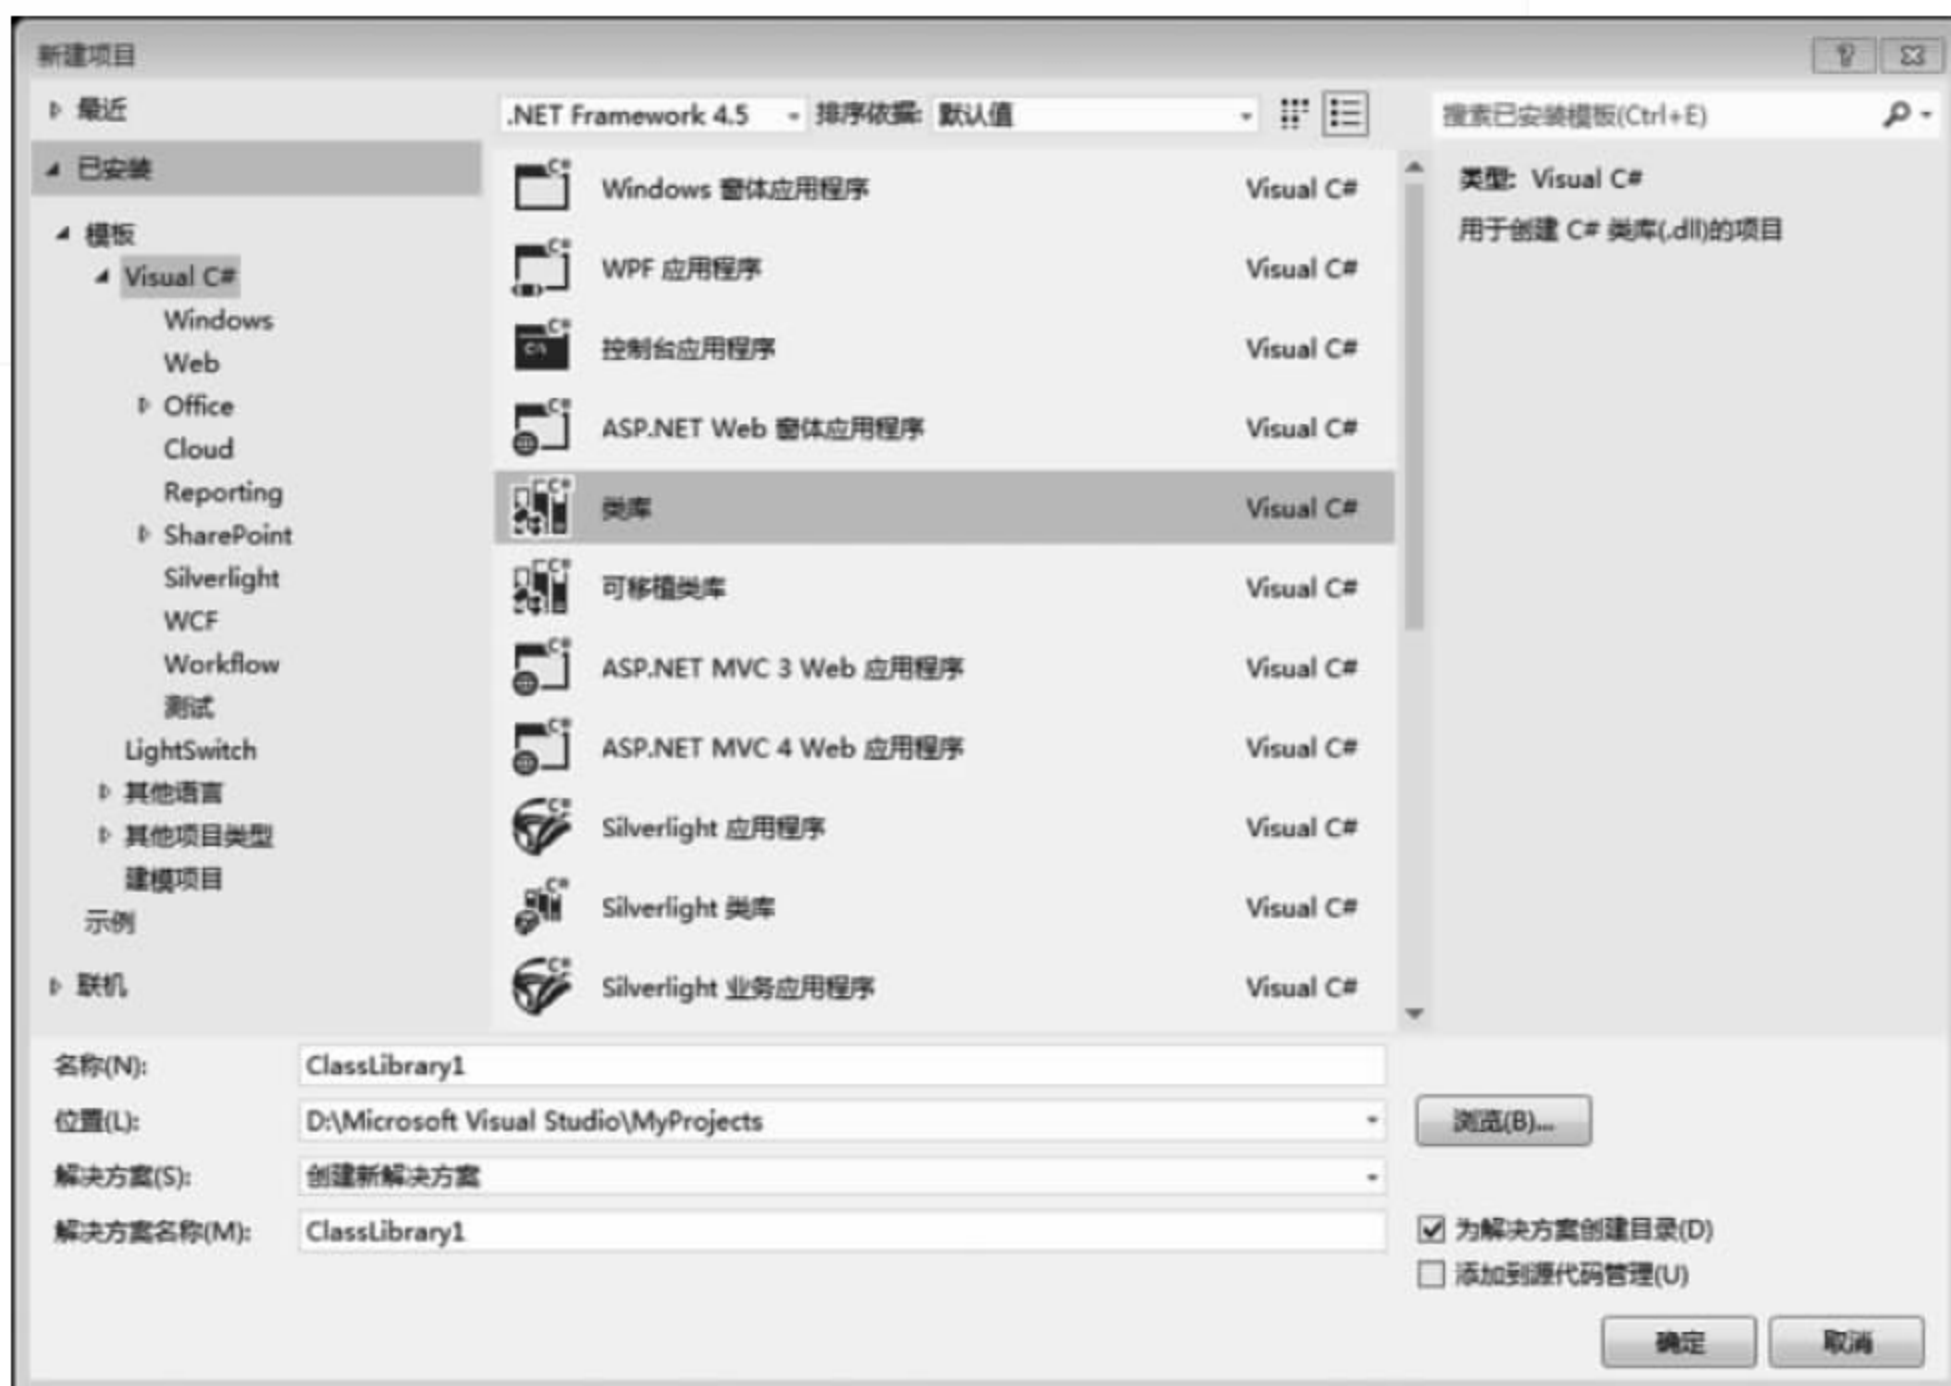 新建项目
最近
已安装
模板
Visual C#
Windows
Web
Office
Cloud
Reporting
SharePoint
Silverlight
WCF
Workflow
测试
LightSwitch
其他语言
其他项目类型
建模项目
示例
联机
.NET Framework 4.5 排序依据: 默认值
Windows 窗体应用程序 Visual C#
WPF 应用程序 Visual C#
控制台应用程序 Visual C#
ASP.NET Web 窗体应用程序 Visual C#
类库 Visual C#
可移植类库 Visual C#
ASP.NET MVC 3 Web 应用程序 Visual C#
ASP.NET MVC 4 Web 应用程序 Visual C#
Silverlight 应用程序 Visual C#
Silverlight 类库 Visual C#
Silverlight 业务应用程序 Visual C#
搜索已安装模板(Ctrl+E)
类型: Visual C#
用于创建 C# 类库(.dll)的项目
名称(N): ClassLibrary1
位置(L): D:\Microsoft Visual Studio\MyProjects 浏览(B)...
解决方案(S): 创建新解决方案
解决方案名称(M): ClassLibrary1
为解决方案创建目录(D)
添加到源代码管理(U)
确定 取消